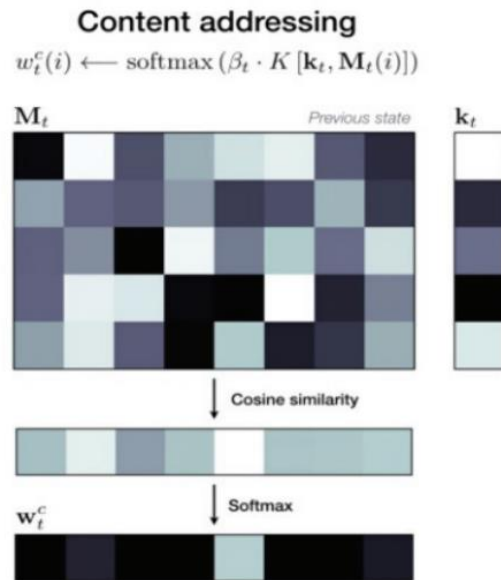 Content addressing
w_t^c(i) ⟵ softmax (β_t · K [k_t, M_t(i)])
M_t Previous state k_t
Cosine similarity
Softmax
w_t^c